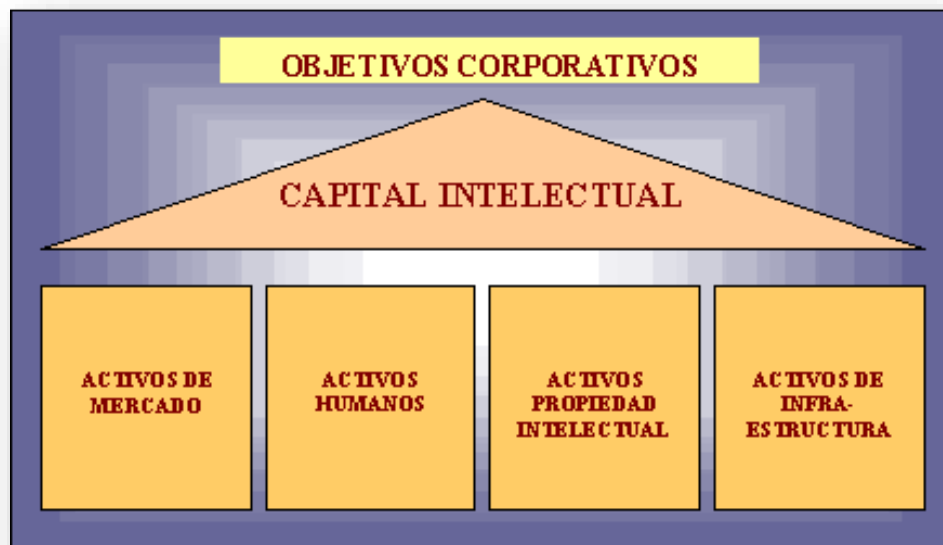 OBJETIVOS CORPORATIVOS
CAPITAL INTELECTUAL
ACTIVOS DE
MERCADO
ACTIVOS
HUMANOS
ACTIVOS
PROPIEDAD
INTELECTUAL
ACTIVOS DE
INFRA-
ESTRUCTURA